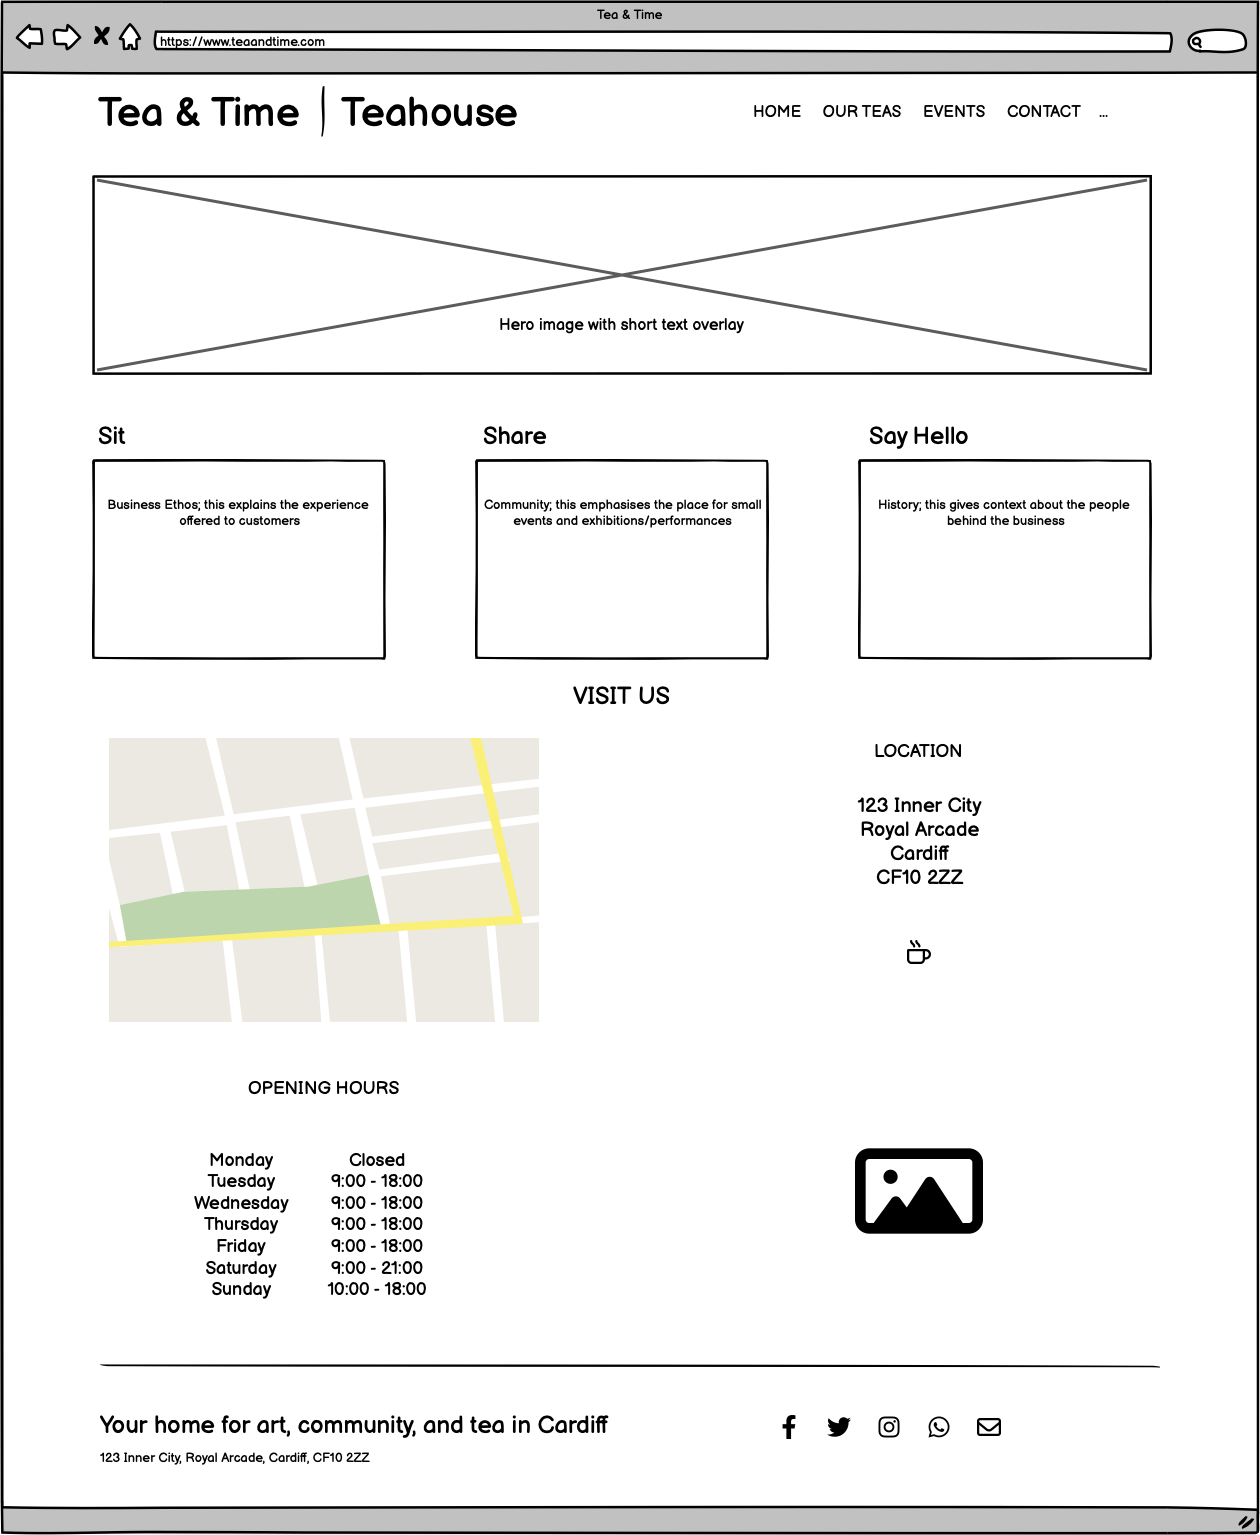 Tea & Time
https://www.teaandtime.com
Tea & Time | Teahouse
HOME OUR TEAS EVENTS CONTACT ...
Hero image with short text overlay
Sit
Business Ethos; this explains the experience
offered to customers
Share
Community; this emphasises the place for small
events and exhibitions/performances
Say Hello
History; this gives context about the people
behind the business
VISIT US
LOCATION
123 Inner City
Royal Arcade
Cardiff
CF10 2ZZ
OPENING HOURS
Monday Closed
Tuesday 9:00 - 18:00
Wednesday 9:00 - 18:00
Thursday 9:00 - 18:00
Friday 9:00 - 18:00
Saturday 9:00 - 21:00
Sunday 10:00 - 18:00
Your home for art, community, and tea in Cardiff
123 Inner City, Royal Arcade, Cardiff, CF10 2ZZ